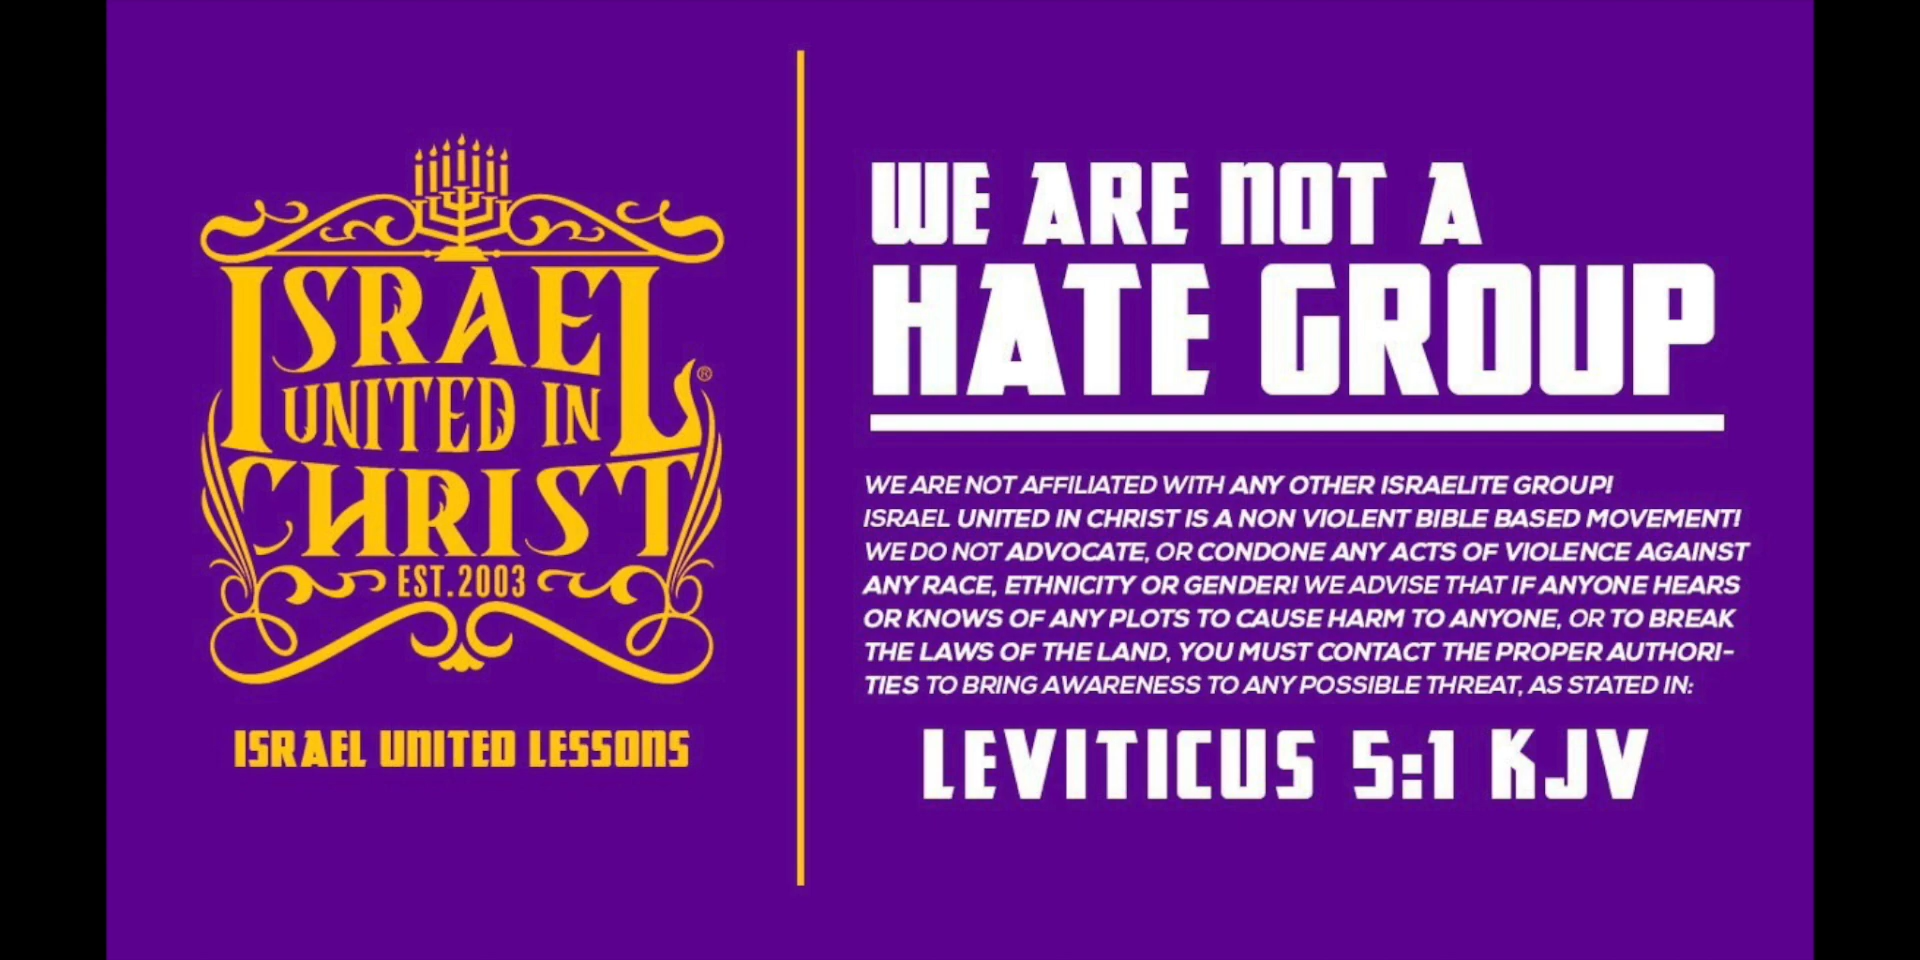 ISRAEL
UNITED IN
CHRIST
®
EST.2003
ISRAEL UNITED LESSONS
WE ARE NOT A
HATE GROUP
WE ARE NOT AFFILIATED WITH ANY OTHER ISRAELITE GROUP!
ISRAEL UNITED IN CHRIST IS A NON VIOLENT BIBLE BASED MOVEMENT!
WE DO NOT ADVOCATE, OR CONDONE ANY ACTS OF VIOLENCE AGAINST
ANY RACE, ETHNICITY OR GENDER! WE ADVISE THAT IF ANYONE HEARS
OR KNOWS OF ANY PLOTS TO CAUSE HARM TO ANYONE, OR TO BREAK
THE LAWS OF THE LAND, YOU MUST CONTACT THE PROPER AUTHORI-
TIES TO BRING AWARENESS TO ANY POSSIBLE THREAT, AS STATED IN:
LEVITICUS 5:1 KJV